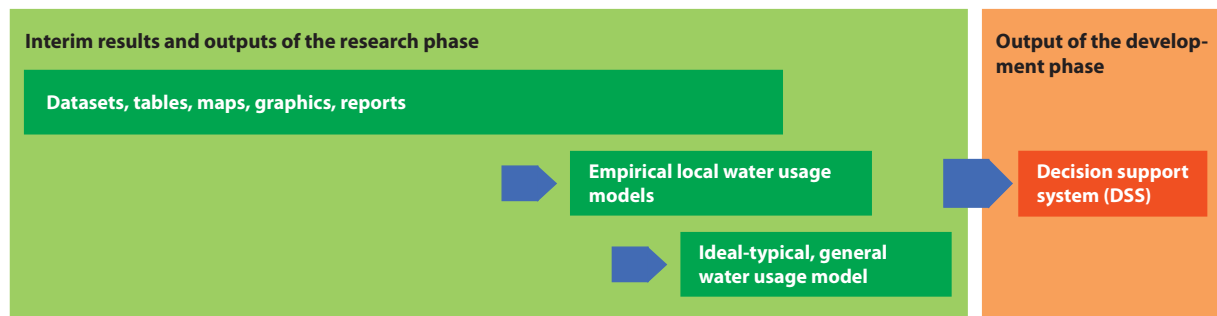 Interim results and outputs of the research phase
Datasets, tables, maps, graphics, reports
Empirical local water usage
models
Ideal-typical, general
water usage model
Output of the develop-
ment phase
Decision support
system (DSS)